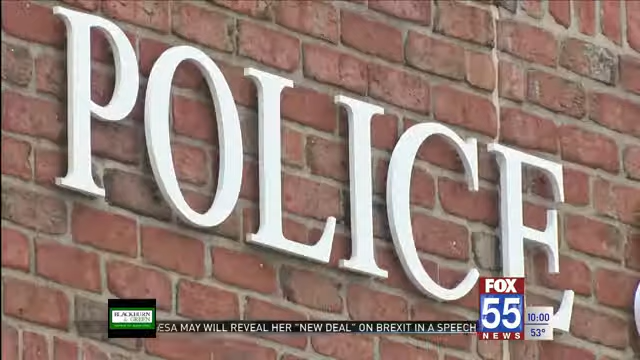 POLICE
FOX
55
NEWS
10:00
53°
BLACKBURN
& GREEN
ESA MAY WILL REVEAL HER "NEW DEAL" ON BREXIT IN A SPEECH